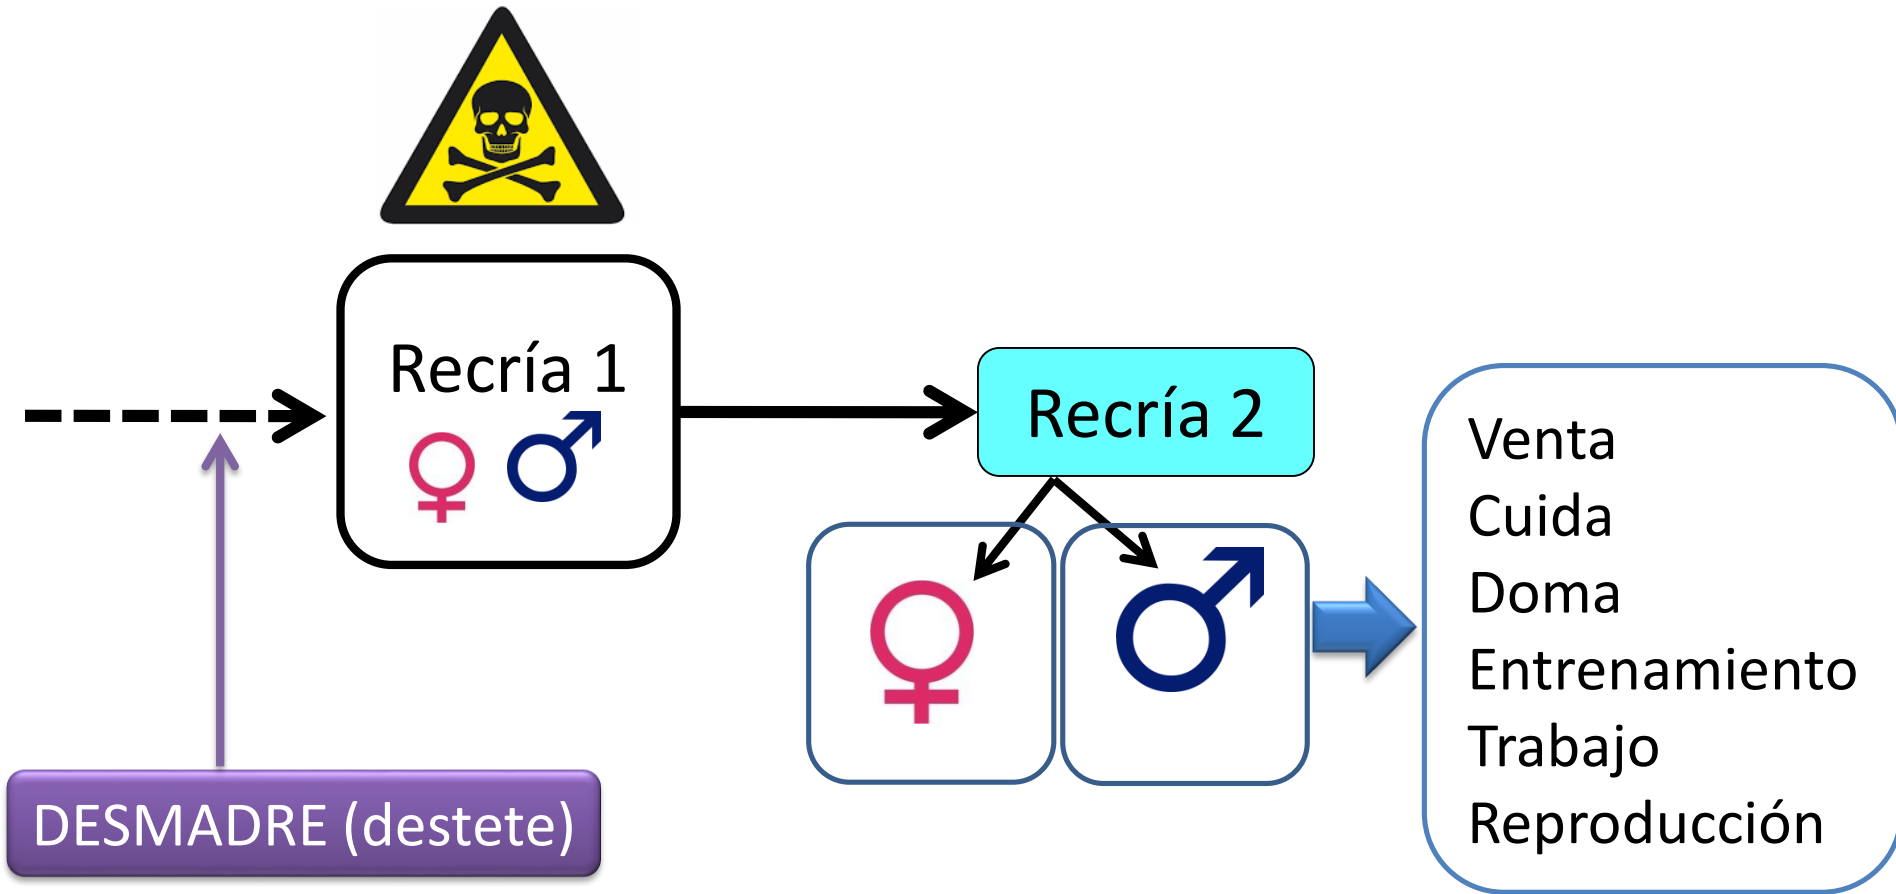 Recría 1
Recría 2
Venta
Cuida
Doma
Entrenamiento
Trabajo
Reproducción
DESMADRE (destete)